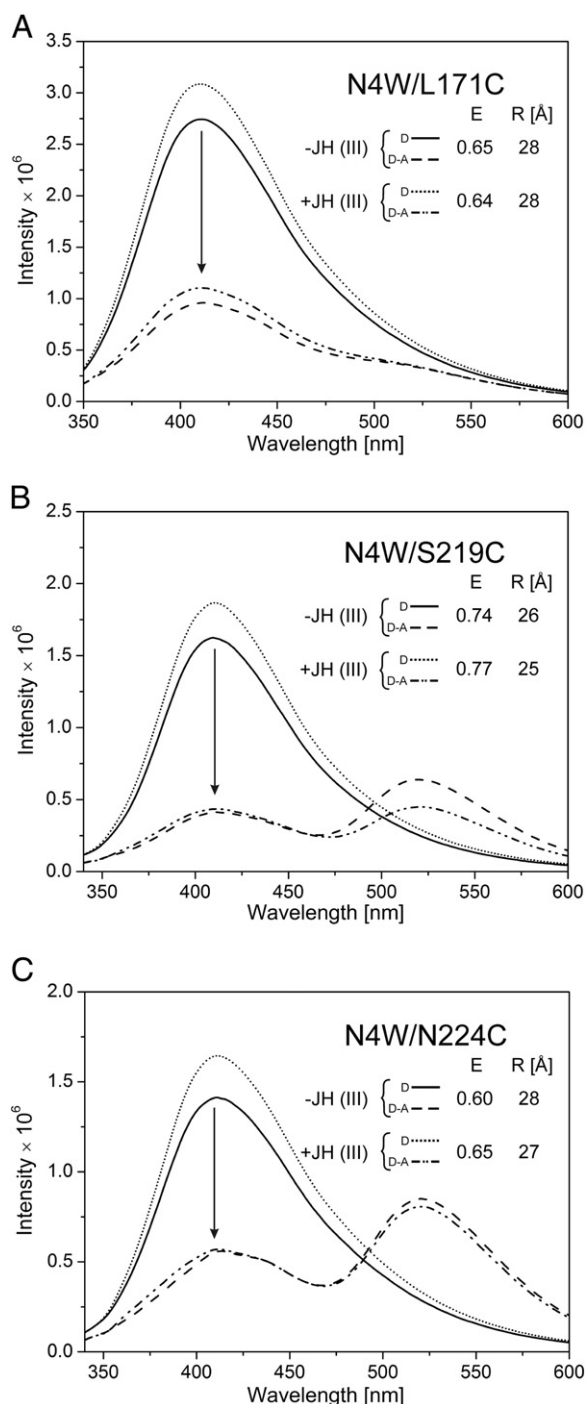 A
N4W/L171C
E R [Å]
-JH (III) { D 0.65 28
D-A
+JH (III) { D 0.64 28
D-A
Intensity × 10⁶
3.5
3.0
2.5
2.0
1.5
1.0
0.5
0.0
350 400 450 500 550 600
Wavelength [nm]
B
N4W/S219C
E R [Å]
-JH (III) { D 0.74 26
D-A
+JH (III) { D 0.77 25
D-A
Intensity × 10⁶
2.5
2.0
1.5
1.0
0.5
0.0
350 400 450 500 550 600
Wavelength [nm]
C
N4W/N224C
E R [Å]
-JH (III) { D 0.60 28
D-A
+JH (III) { D 0.65 27
D-A
Intensity × 10⁶
2.0
1.5
1.0
0.5
0.0
350 400 450 500 550 600
Wavelength [nm]